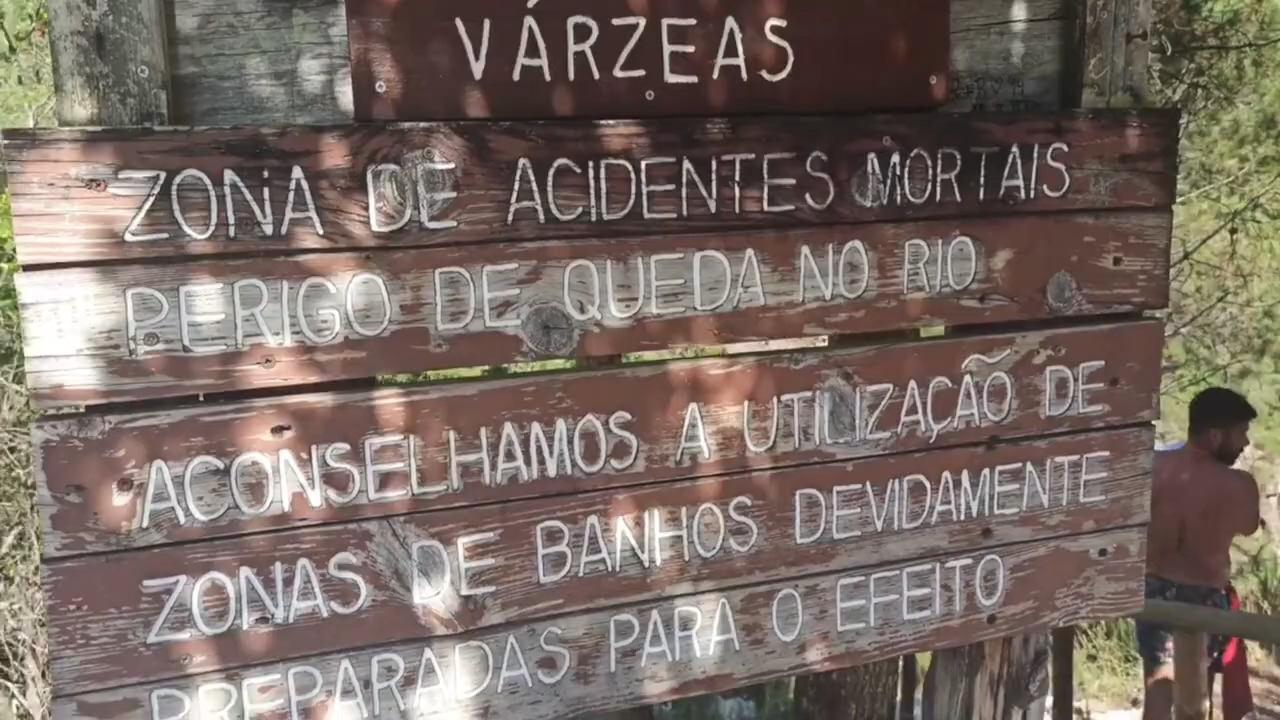 VÁRZEAS
ZONA DE ACIDENTES MORTAIS
PERIGO DE QUEDA NO RIO
ACONSELHAMOS A UTILIZAÇÃO DE
ZONAS DE BANHOS DEVIDAMENTE
PREPARADAS PARA O EFEITO